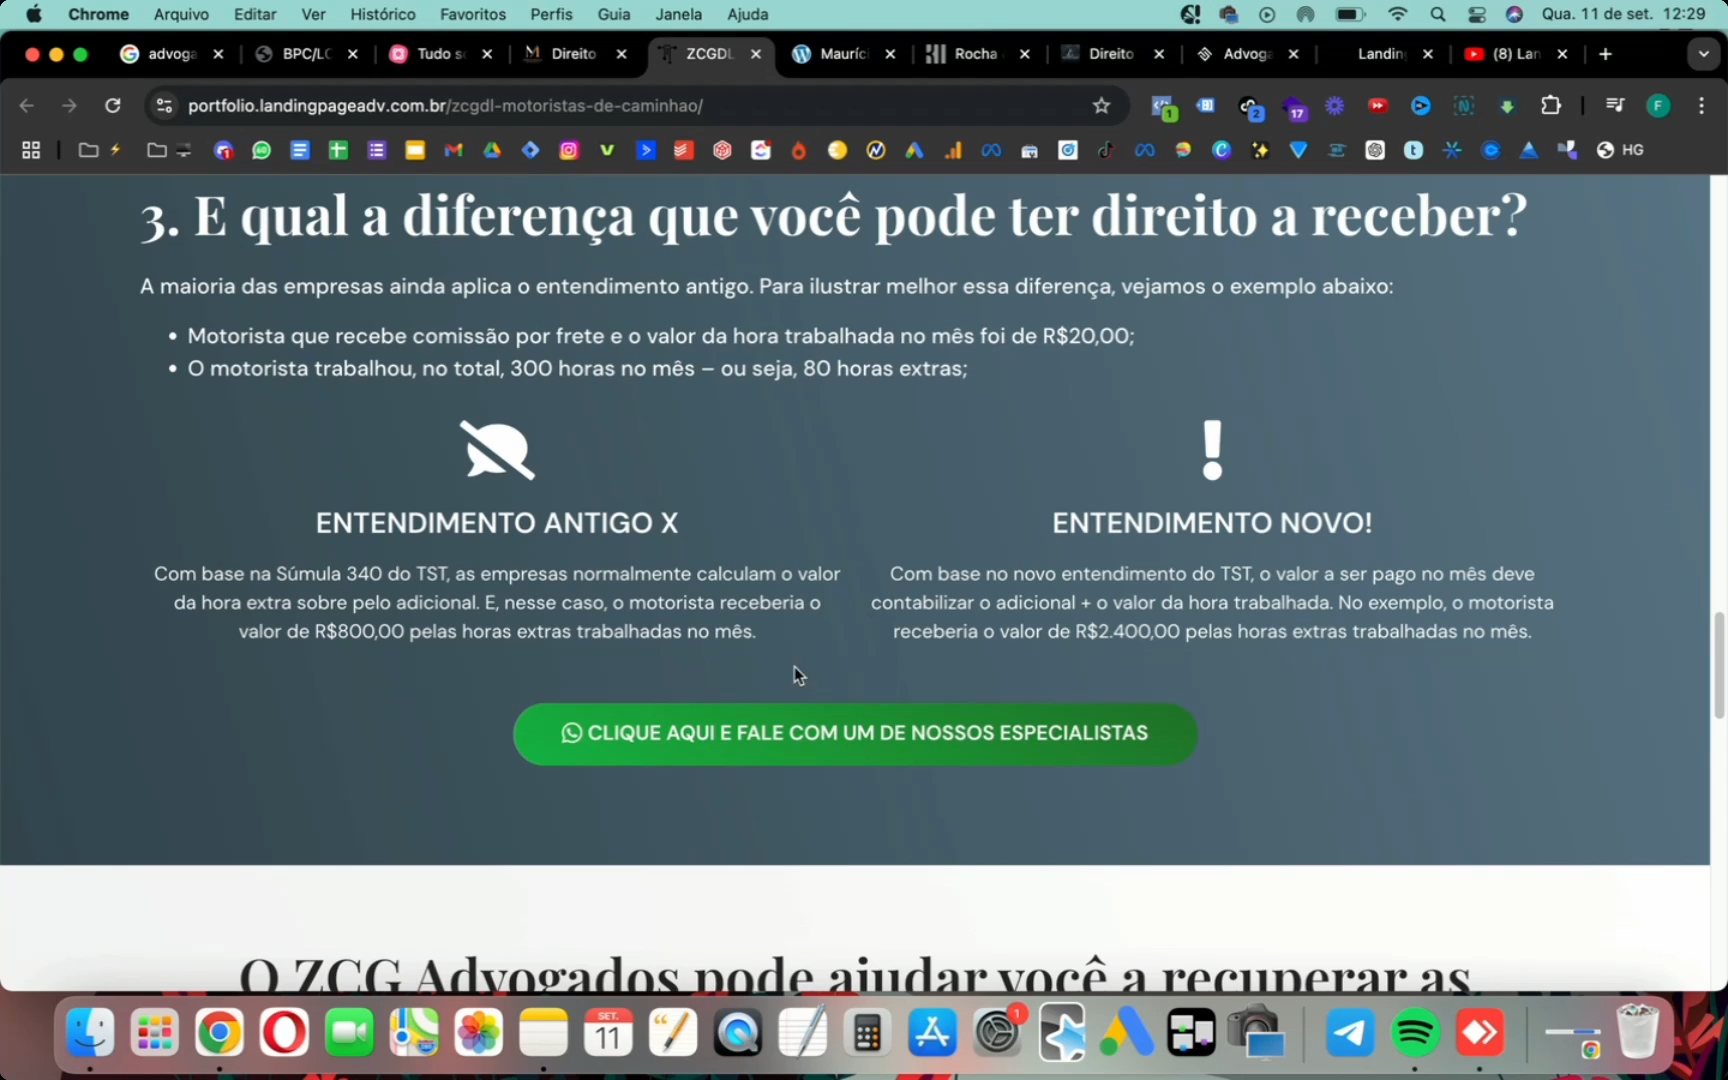 Chrome Arquivo Editar Ver Histórico Favoritos Perfis Guia Janela Ajuda Qua. 11 de set. 12:29
advoga BPC/LO Tudo so Direito ZCGDL Mauríci Rocha Direito Advoga Landing (8) Lan
portfolio.landingpageadv.com.br/zcgdl-motoristas-de-caminhao/
HG
3. E qual a diferença que você pode ter direito a receber?
A maioria das empresas ainda aplica o entendimento antigo. Para ilustrar melhor essa diferença, vejamos o exemplo abaixo:
• Motorista que recebe comissão por frete e o valor da hora trabalhada no mês foi de R$20,00;
• O motorista trabalhou, no total, 300 horas no mês – ou seja, 80 horas extras;
ENTENDIMENTO ANTIGO X
Com base na Súmula 340 do TST, as empresas normalmente calculam o valor
da hora extra sobre pelo adicional. E, nesse caso, o motorista receberia o
valor de R$800,00 pelas horas extras trabalhadas no mês.
ENTENDIMENTO NOVO!
Com base no novo entendimento do TST, o valor a ser pago no mês deve
contabilizar o adicional + o valor da hora trabalhada. No exemplo, o motorista
receberia o valor de R$2.400,00 pelas horas extras trabalhadas no mês.
CLIQUE AQUI E FALE COM UM DE NOSSOS ESPECIALISTAS
O ZCG Advogados pode ajudar você a recuperar as
SET.
11
1